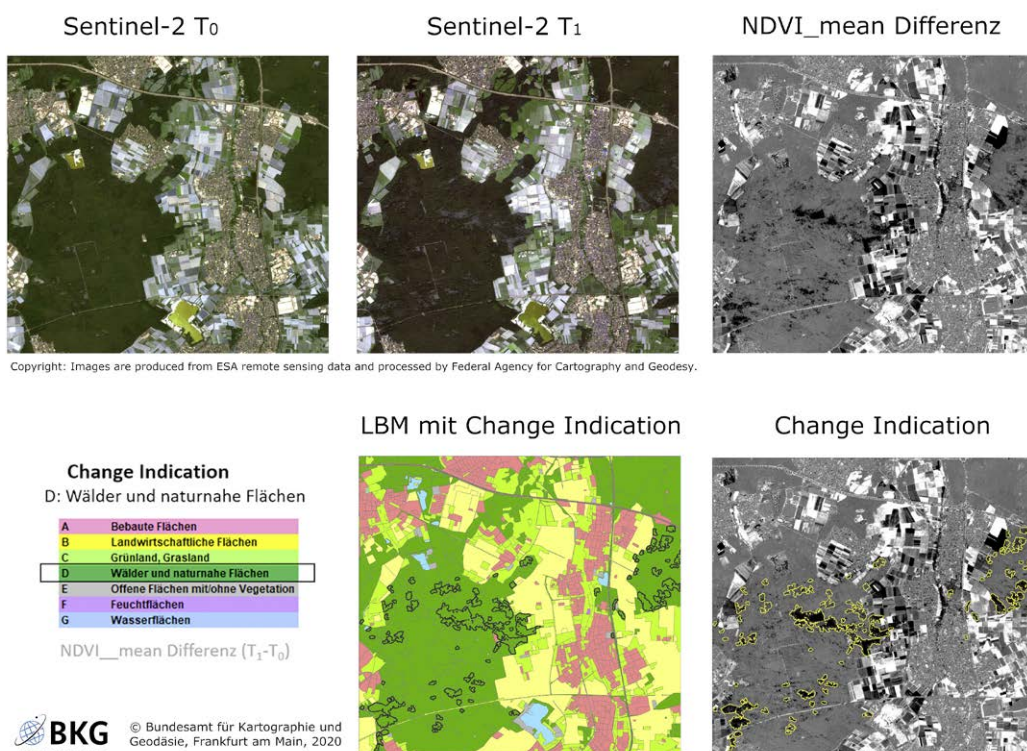 Sentinel-2 T₀
Sentinel-2 T₁
NDVI_mean Differenz
Copyright: Images are produced from ESA remote sensing data and processed by Federal Agency for Cartography and Geodesy.
LBM mit Change Indication
Change Indication
Change Indication
D: Wälder und naturnahe Flächen
A Bebaute Flächen
B Landwirtschaftliche Flächen
C Grünland, Grasland
D Wälder und naturnahe Flächen
E Offene Flächen mit/ohne Vegetation
F Feuchtflächen
G Wasserflächen
NDVI__mean Differenz (T₁-T₀)
BKG
© Bundesamt für Kartographie und
Geodäsie, Frankfurt am Main, 2020